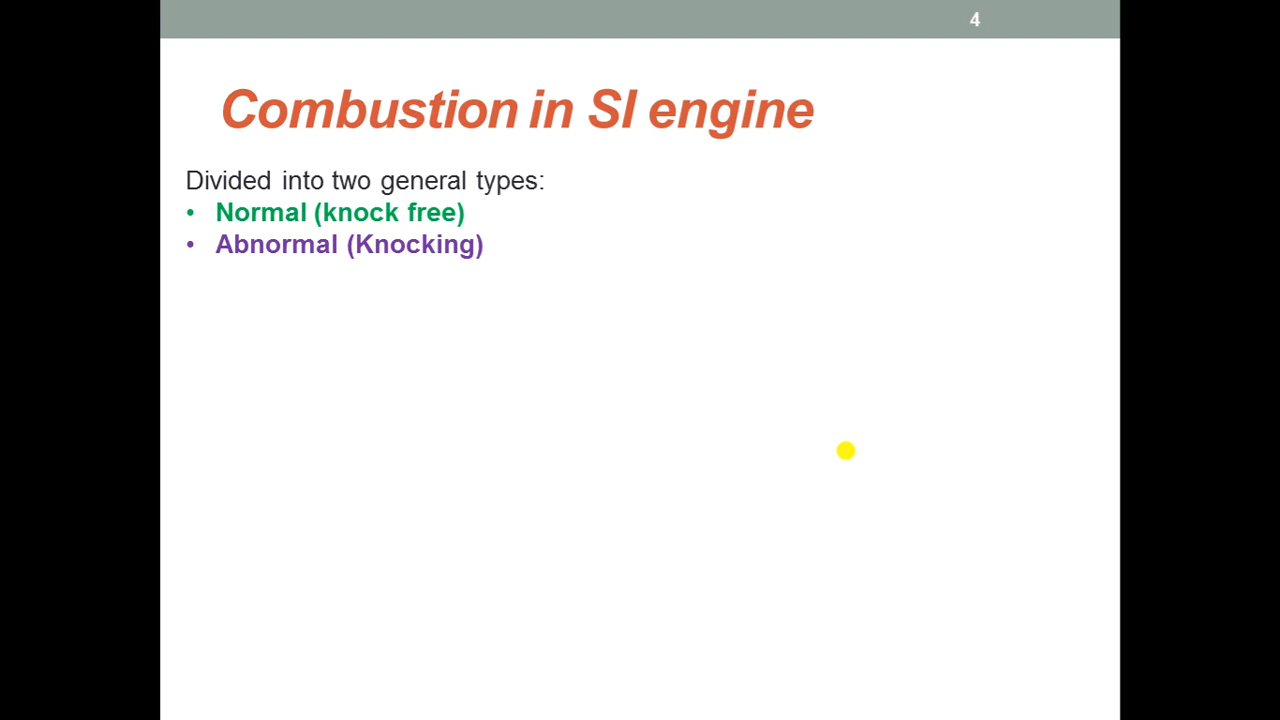 4
Combustion in SI engine
Divided into two general types:
• Normal (knock free)
• Abnormal (Knocking)